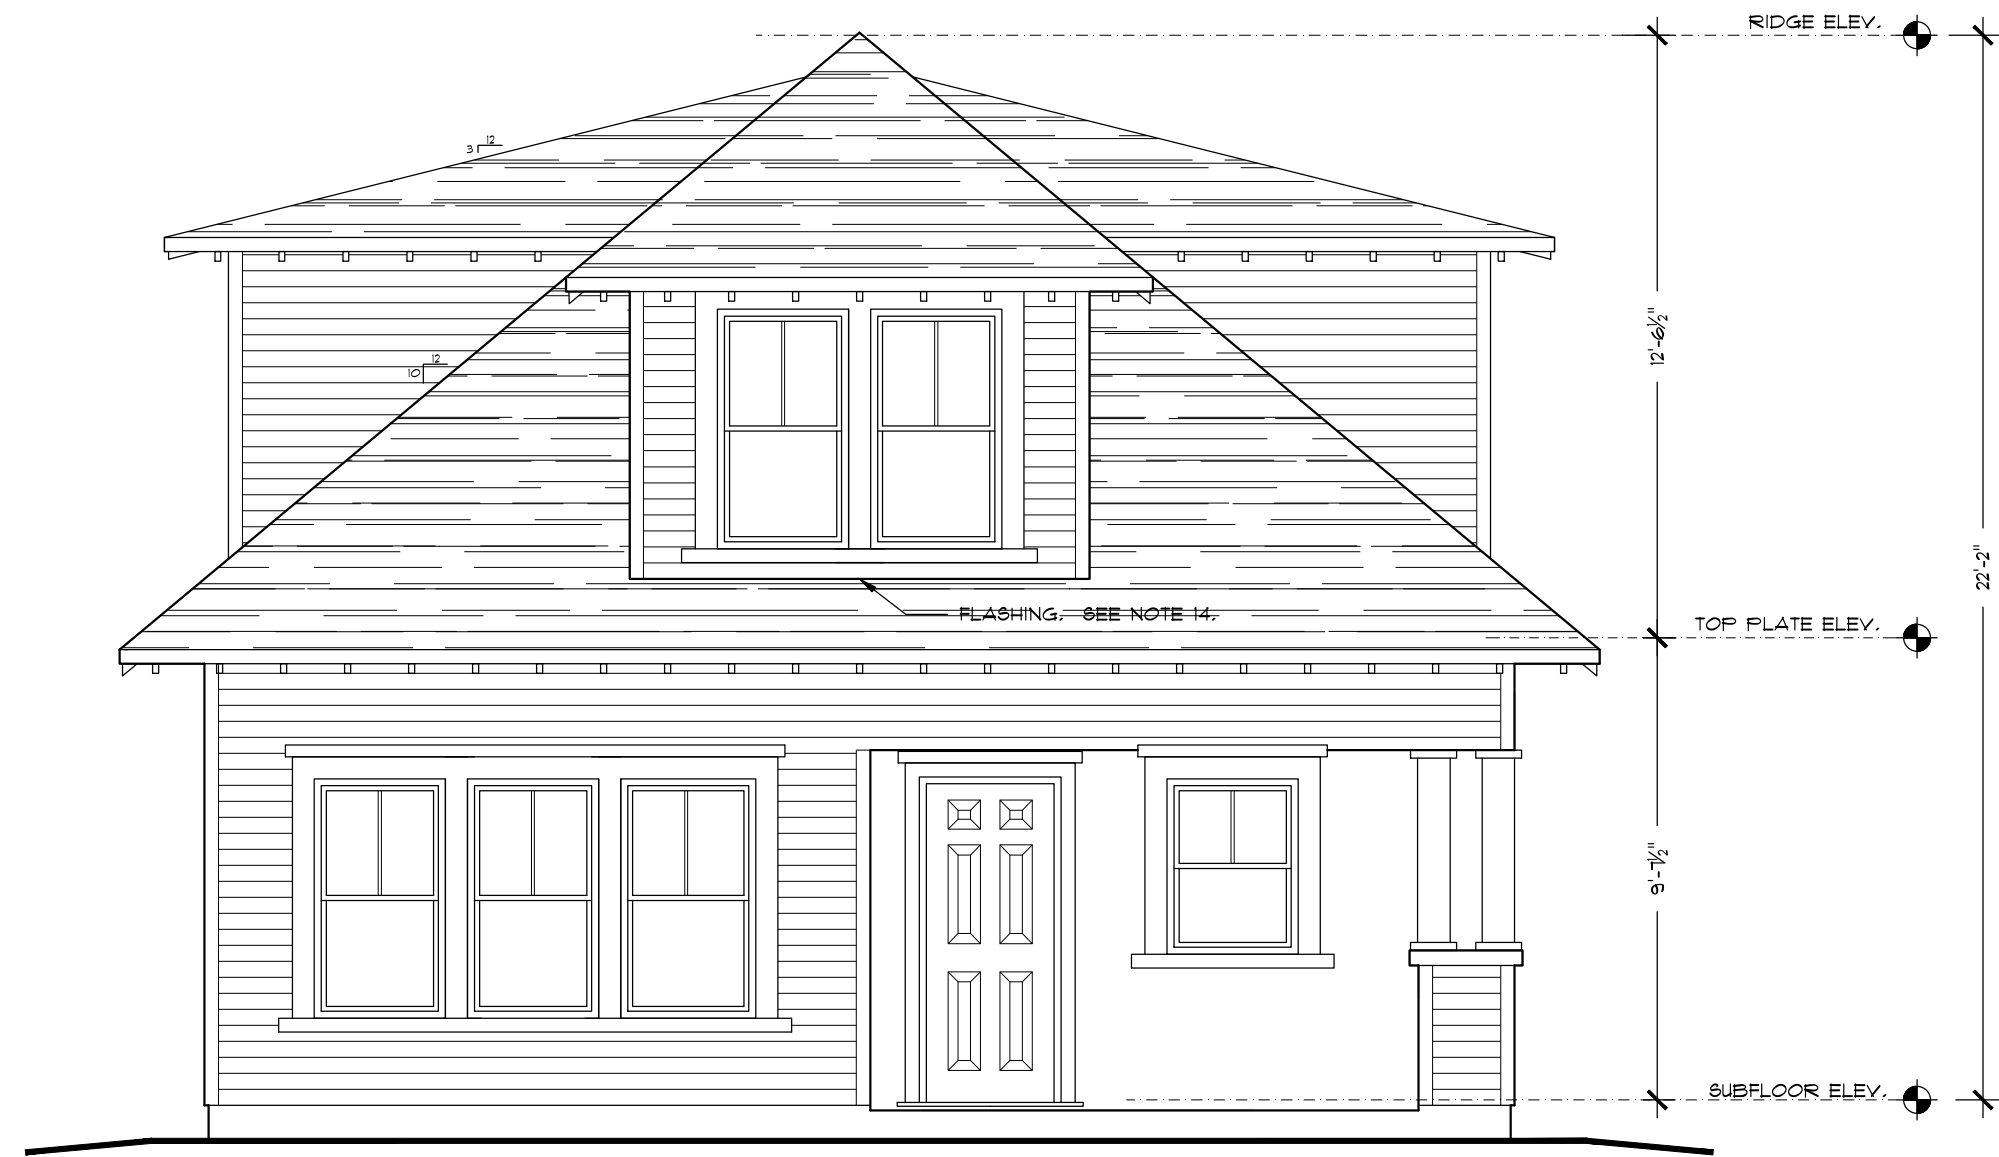 RIDGE ELEV.
12
3
12'-6½"
12
10
22'-2"
FLASHING. SEE NOTE 14.
TOP PLATE ELEV.
9'-7½"
SUBFLOOR ELEV.